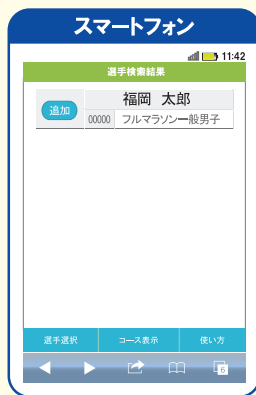 スマートフォン
11:42
選手検索結果
追加
福岡 太郎
00000 フルマラソン一般男子
選手選択 コース表示 使い方
6